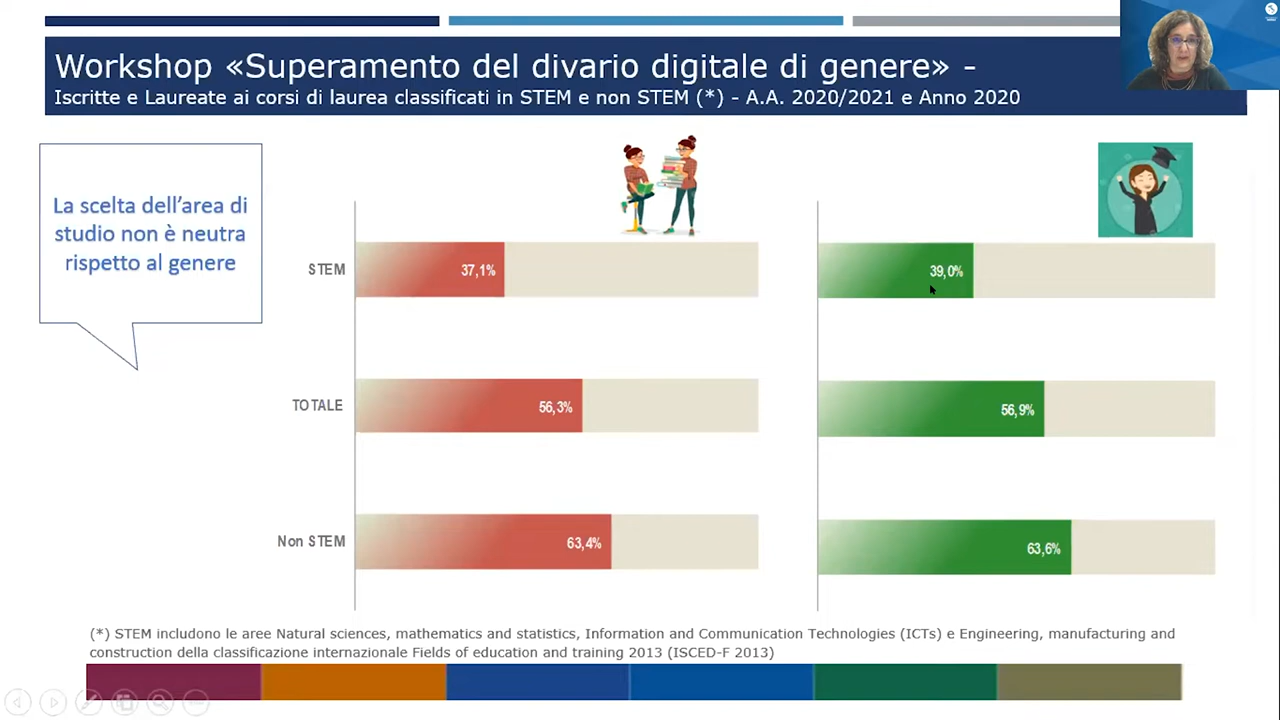 Workshop «Superamento del divario digitale di genere» -
Iscritte e Laureate ai corsi di laurea classificati in STEM e non STEM (*) - A.A. 2020/2021 e Anno 2020
La scelta dell'area di
studio non è neutra
rispetto al genere
STEM
37,1%
39,0%
TOTALE
56,3%
56,9%
Non STEM
63,4%
63,6%
(*) STEM includono le aree Natural sciences, mathematics and statistics, Information and Communication Technologies (ICTs) e Engineering, manufacturing and
construction della classificazione internazionale Fields of education and training 2013 (ISCED-F 2013)